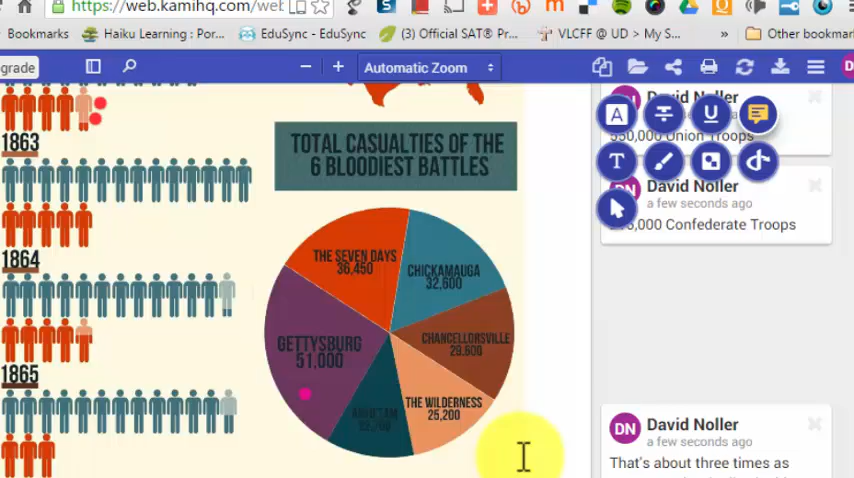 https://web.kamihq.com/web
Bookmarks
Haiku Learning : Por...
EduSync - EduSync
(3) Official SAT® Pr...
VLCFF @ UD > My S...
»
Other bookmar
grade
Automatic Zoom
1863
1864
1865
TOTAL CASUALTIES OF THE
6 BLOODIEST BATTLES
THE SEVEN DAYS
36,450
CHICKAMAUGA
32,600
GETTYSBURG
51,000
CHANCELLORSVILLE
29,600
THE WILDERNESS
25,200
David Noller
Union Troops
DN
David Noller
a few seconds ago
Confederate Troops
DN
David Noller
a few seconds ago
That's about three times as